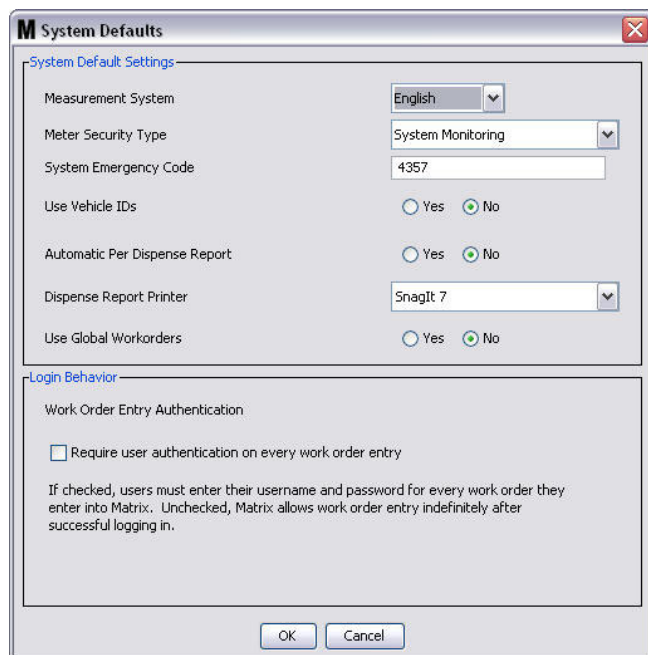 M System Defaults
System Default Settings
Measurement System English
Meter Security Type System Monitoring
System Emergency Code 4357
Use Vehicle IDs Yes No
Automatic Per Dispense Report Yes No
Dispense Report Printer SnagIt 7
Use Global Workorders Yes No
Login Behavior
Work Order Entry Authentication
Require user authentication on every work order entry
If checked, users must enter their username and password for every work order they
enter into Matrix. Unchecked, Matrix allows work order entry indefinitely after
successful logging in.
OK Cancel